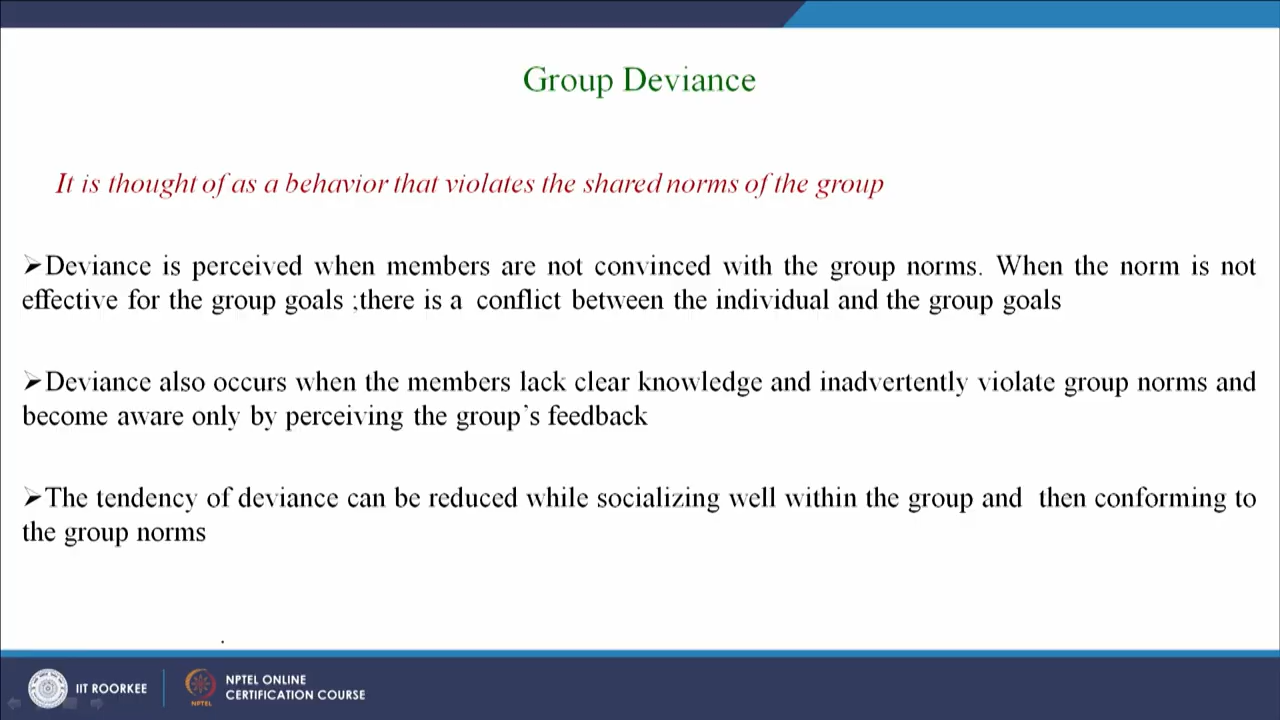 Group Deviance
It is thought of as a behavior that violates the shared norms of the group
➤Deviance is perceived when members are not convinced with the group norms. When the norm is not
effective for the group goals ;there is a  conflict between the individual and the group goals
➤Deviance also occurs when the members lack clear knowledge and inadvertently violate group norms and
become aware only by perceiving the group’s feedback
➤The tendency of deviance can be reduced while socializing well within the group and  then conforming to
the group norms
.
IIT ROORKEE
NPTEL
NPTEL ONLINE
CERTIFICATION COURSE